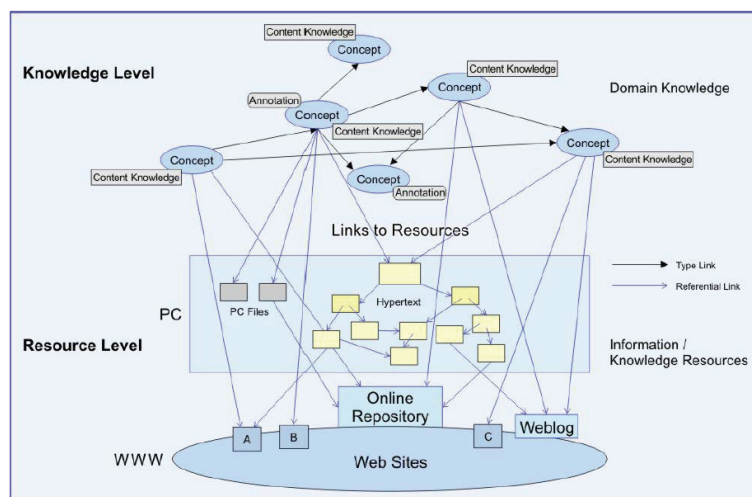 Content Knowledge
Concept
Knowledge Level
Content Knowledge
Concept
Domain Knowledge
Annotation
Concept
Content Knowledge
Concept
Content Knowledge
Concept
Content Knowledge
Concept
Annotation
Links to Resources
Type Link
Referential Link
PC
PC Files
Hypertext
Resource Level
Information /
Knowledge Resources
Online
Repository
Weblog
A
B
C
WWW
Web Sites